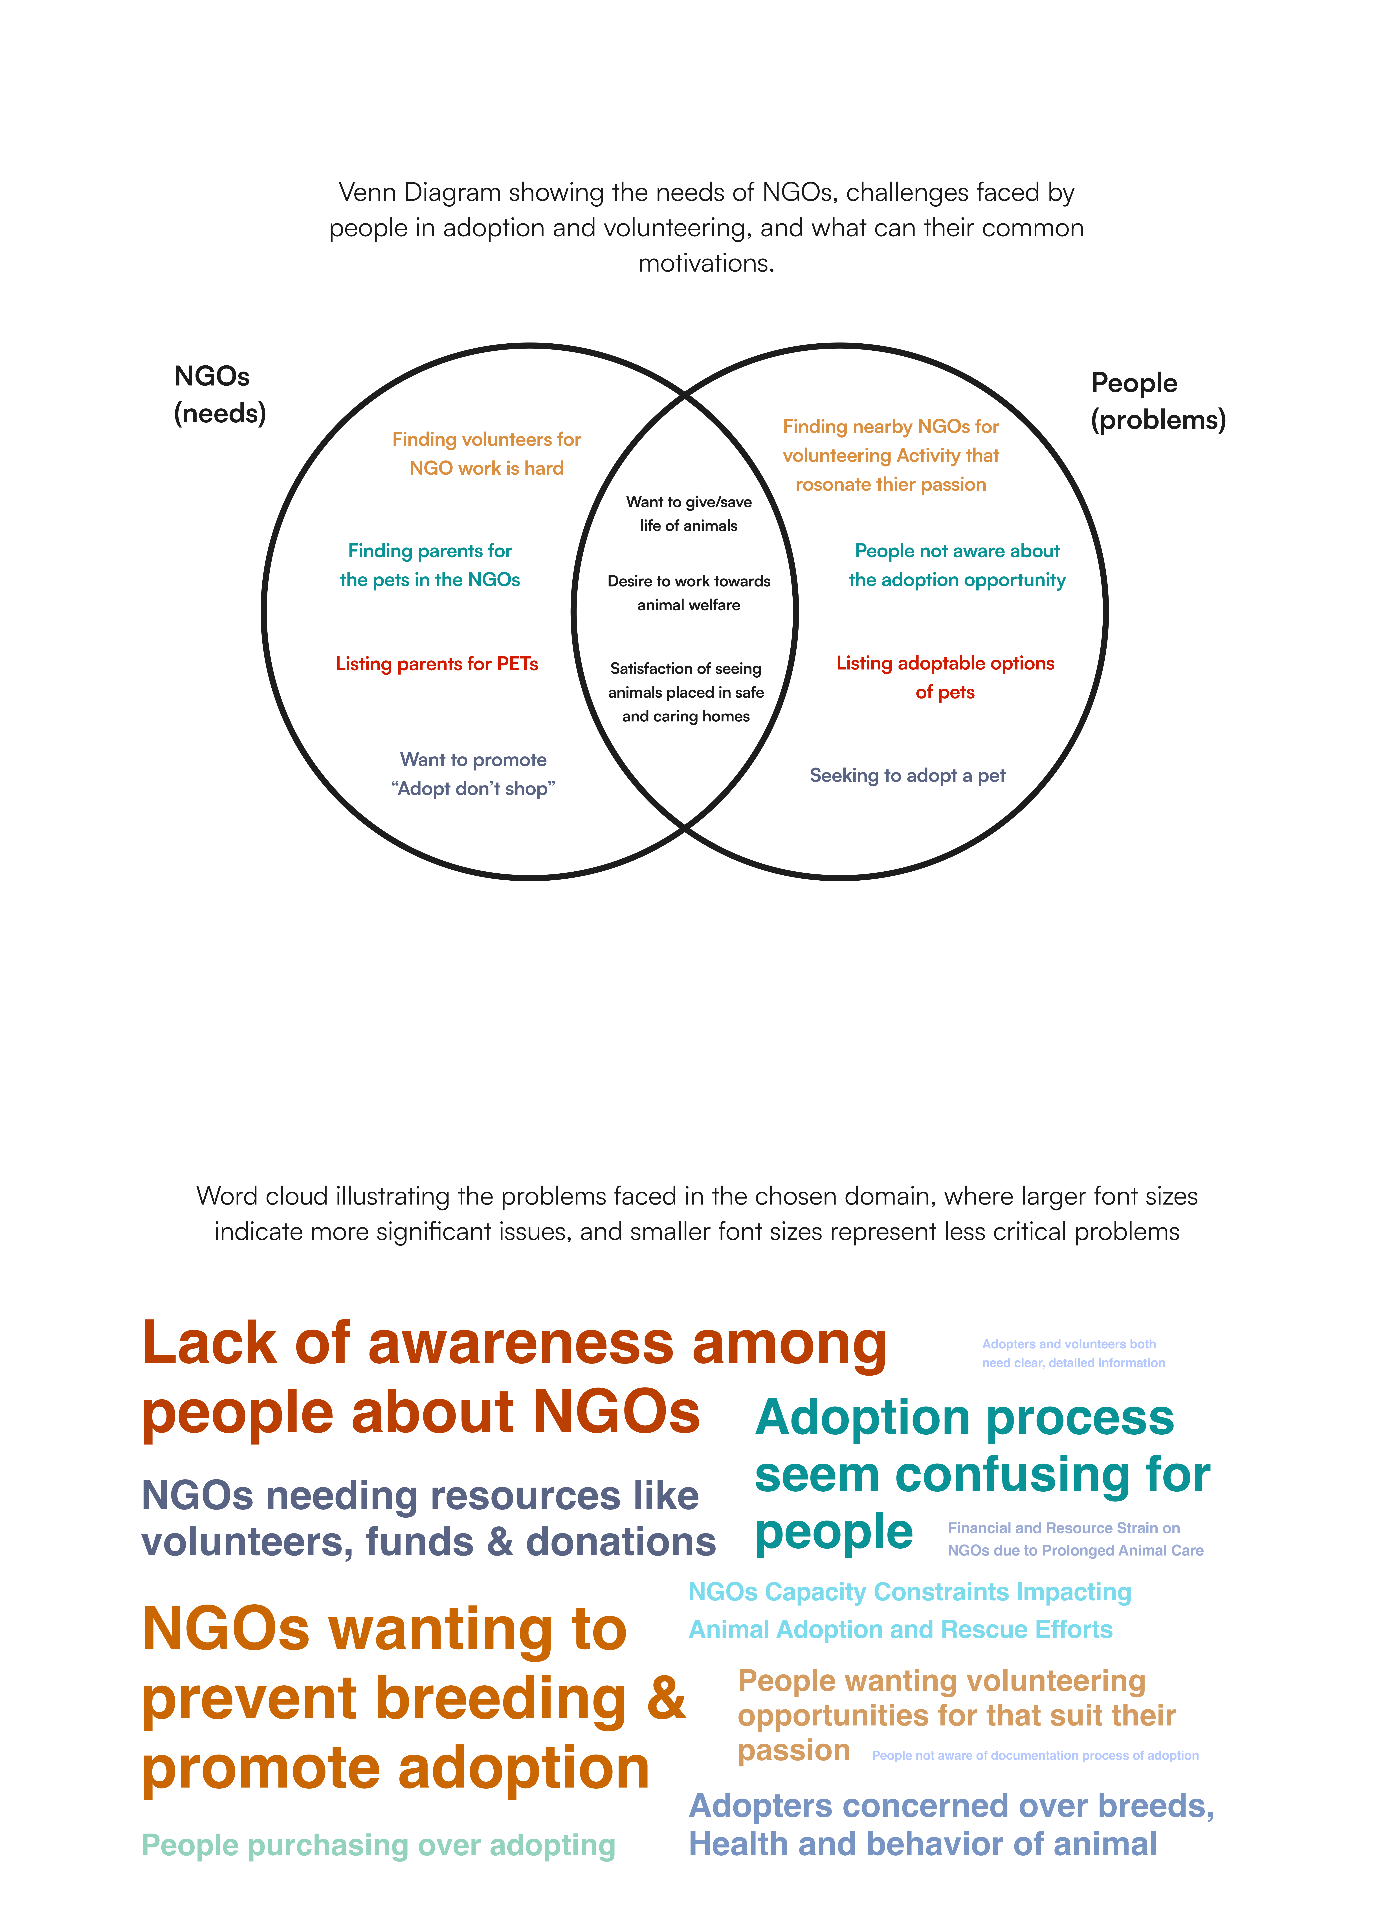 Venn Diagram showing the needs of NGOs, challenges faced by
people in adoption and volunteering, and what can their common
motivations.
NGOs
(needs)
People
(problems)
Finding volunteers for
NGO work is hard
Finding parents for
the pets in the NGOs
Listing parents for PETs
Want to promote
“Adopt don’t shop”
Want to give/save
life of animals
Desire to work towards
animal welfare
Satisfaction of seeing
animals placed in safe
and caring homes
Finding nearby NGOs for
volunteering Activity that
rosonate thier passion
People not aware about
the adoption opportunity
Listing adoptable options
of pets
Seeking to adopt a pet
Word cloud illustrating the problems faced in the chosen domain, where larger font sizes
indicate more significant issues, and smaller font sizes represent less critical problems
Lack of awareness among
people about NGOs
Adopters and volunteers both
need clear, detailed information
Adoption process
seem confusing for
people
NGOs needing resources like
volunteers, funds & donations
Financial and Resource Strain on
NGOs due to Prolonged Animal Care
NGOs Capacity Constraints Impacting
Animal Adoption and Rescue Efforts
NGOs wanting to
prevent breeding &
promote adoption
People wanting volunteering
opportunities for that suit their
passion
People not aware of documentation process of adoption
Adopters concerned over breeds,
Health and behavior of animal
People purchasing over adopting